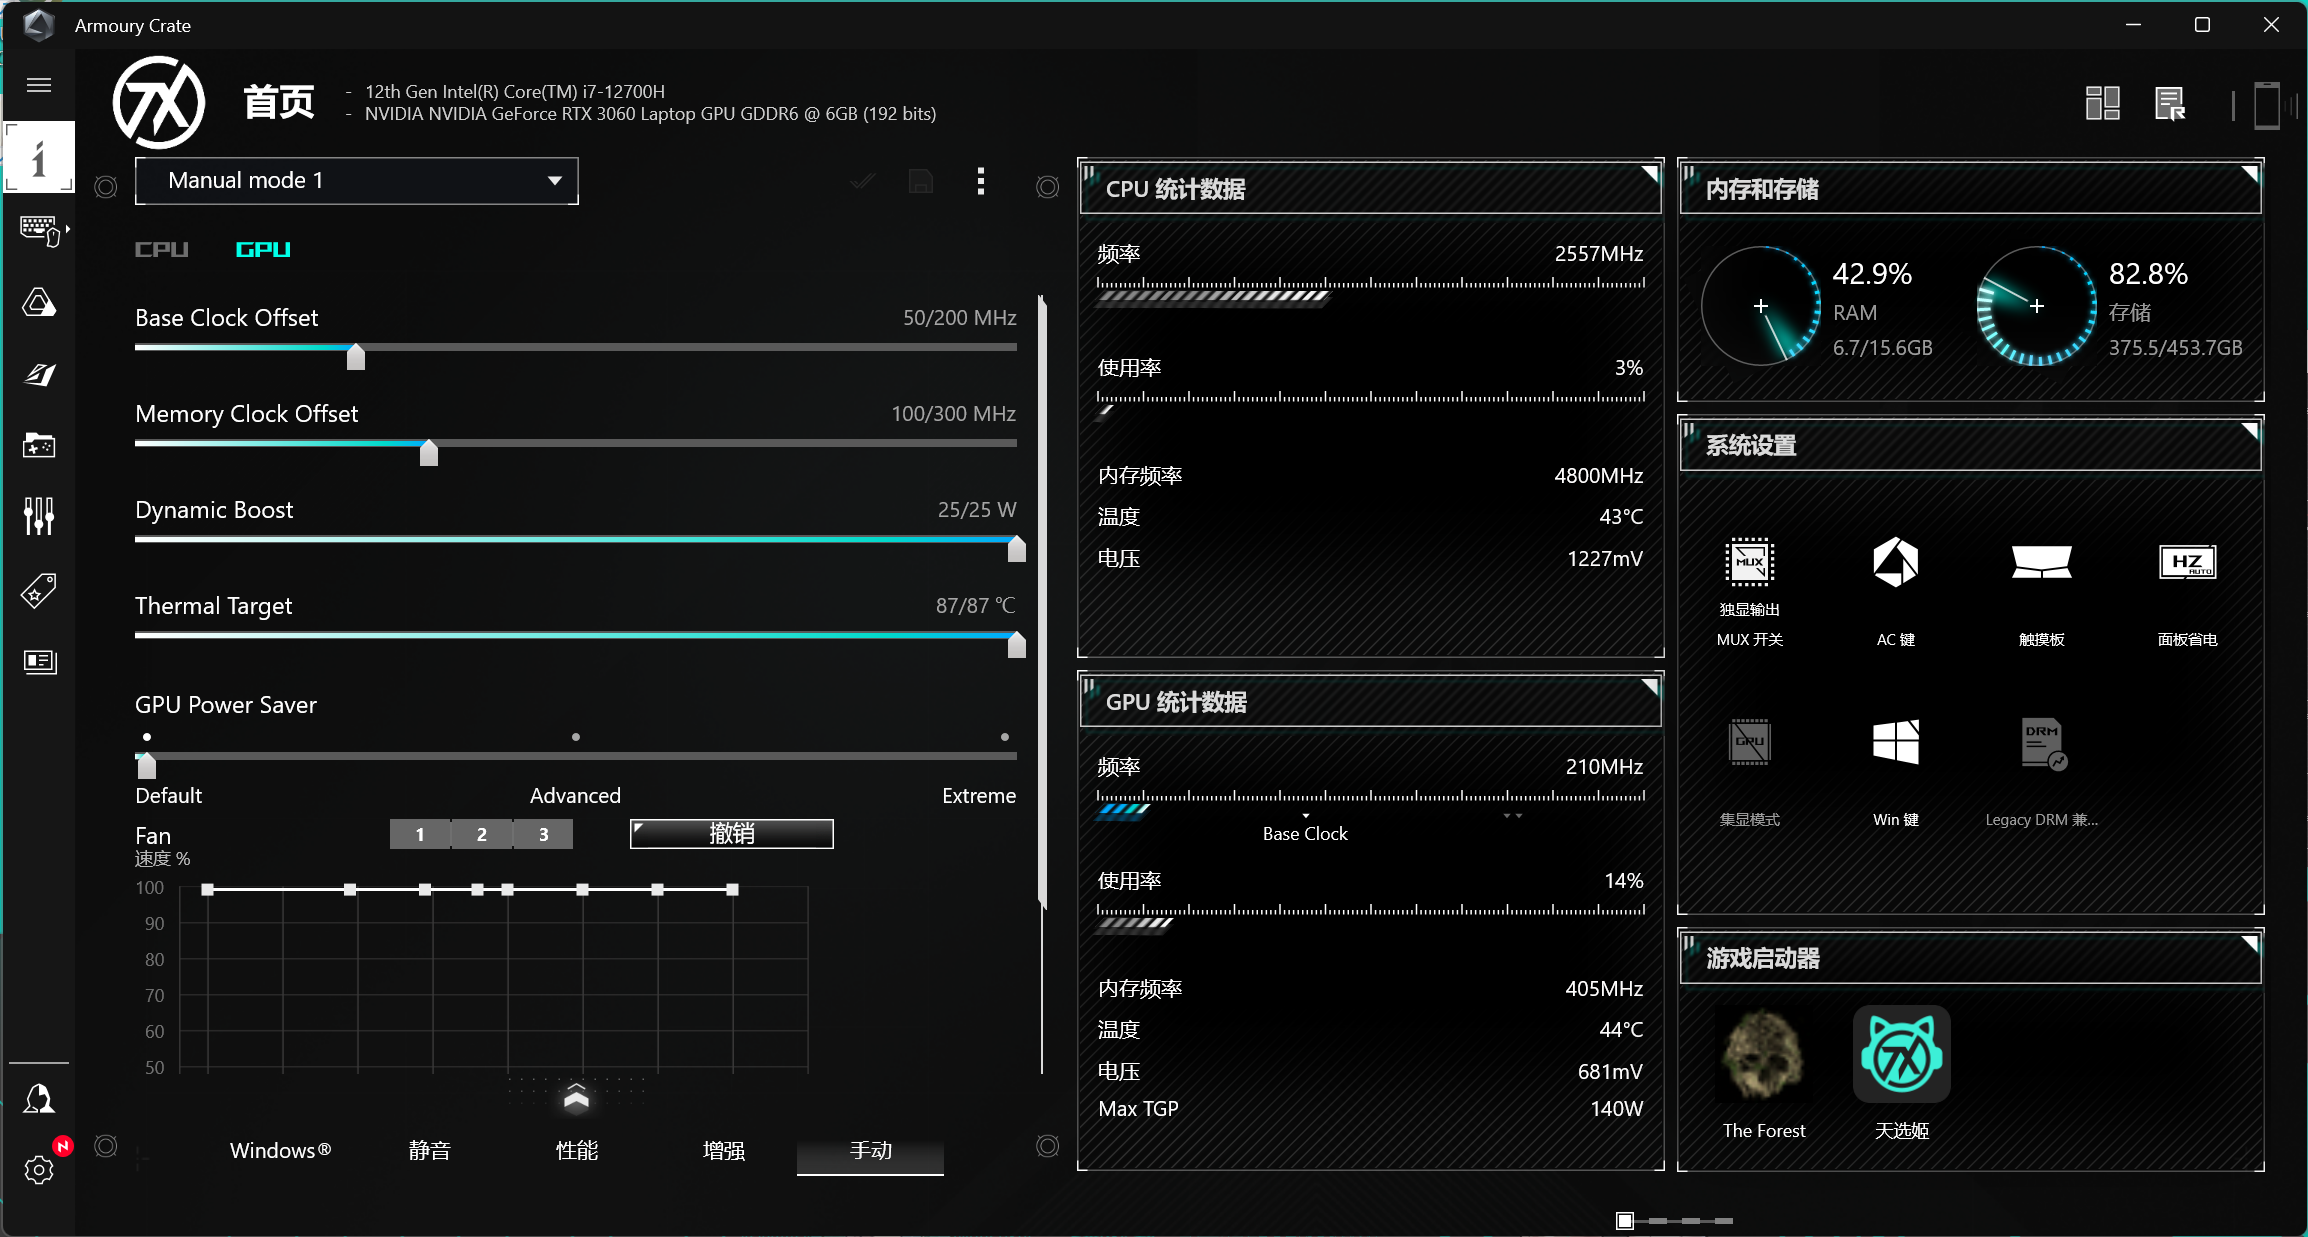 Armoury Crate
首页
- 12th Gen Intel(R) Core(TM) i7-12700H
- NVIDIA NVIDIA GeForce RTX 3060 Laptop GPU GDDR6 @ 6GB (192 bits)
Manual mode 1
CPU GPU
Base Clock Offset 50/200 MHz
Memory Clock Offset 100/300 MHz
Dynamic Boost 25/25 W
Thermal Target 87/87 °C
GPU Power Saver
Default Advanced Extreme
Fan 1 2 3 撤销
速度 %
100
90
80
70
60
50
Windows® 静音 性能 增强 手动
CPU 统计数据
频率 2557MHz
使用率 3%
内存频率 4800MHz
温度 43°C
电压 1227mV
GPU 统计数据
频率 210MHz
Base Clock
使用率 14%
内存频率 405MHz
温度 44°C
电压 681mV
Max TGP 140W
内存和存储
42.9%
RAM
6.7/15.6GB
82.8%
存储
375.5/453.7GB
系统设置
MUX
HZ
AUTO
独显输出
MUX 开关 AC 键 触摸板 面板省电
GPU
DRM
集显模式 Win 键 Legacy DRM 兼...
游戏启动器
The Forest 天选姬
N